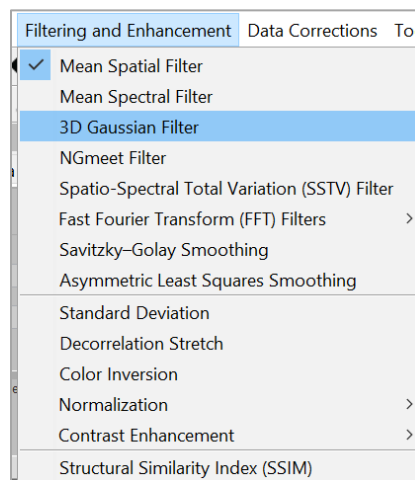 Filtering and Enhancement Data Corrections To
Mean Spatial Filter
Mean Spectral Filter
3D Gaussian Filter
NGmeet Filter
Spatio-Spectral Total Variation (SSTV) Filter
Fast Fourier Transform (FFT) Filters
Savitzky–Golay Smoothing
Asymmetric Least Squares Smoothing
Standard Deviation
Decorrelation Stretch
Color Inversion
Normalization
Contrast Enhancement
Structural Similarity Index (SSIM)